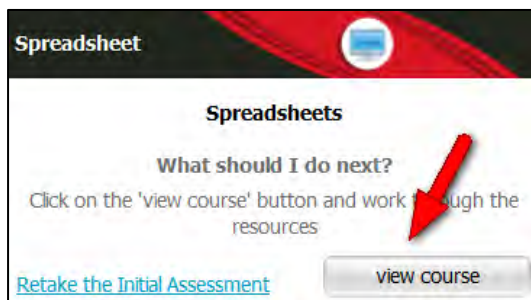 Spreadsheet
Spreadsheets
What should I do next?
Click on the 'view course' button and work the
resources
Retake the Initial Assessment
view course